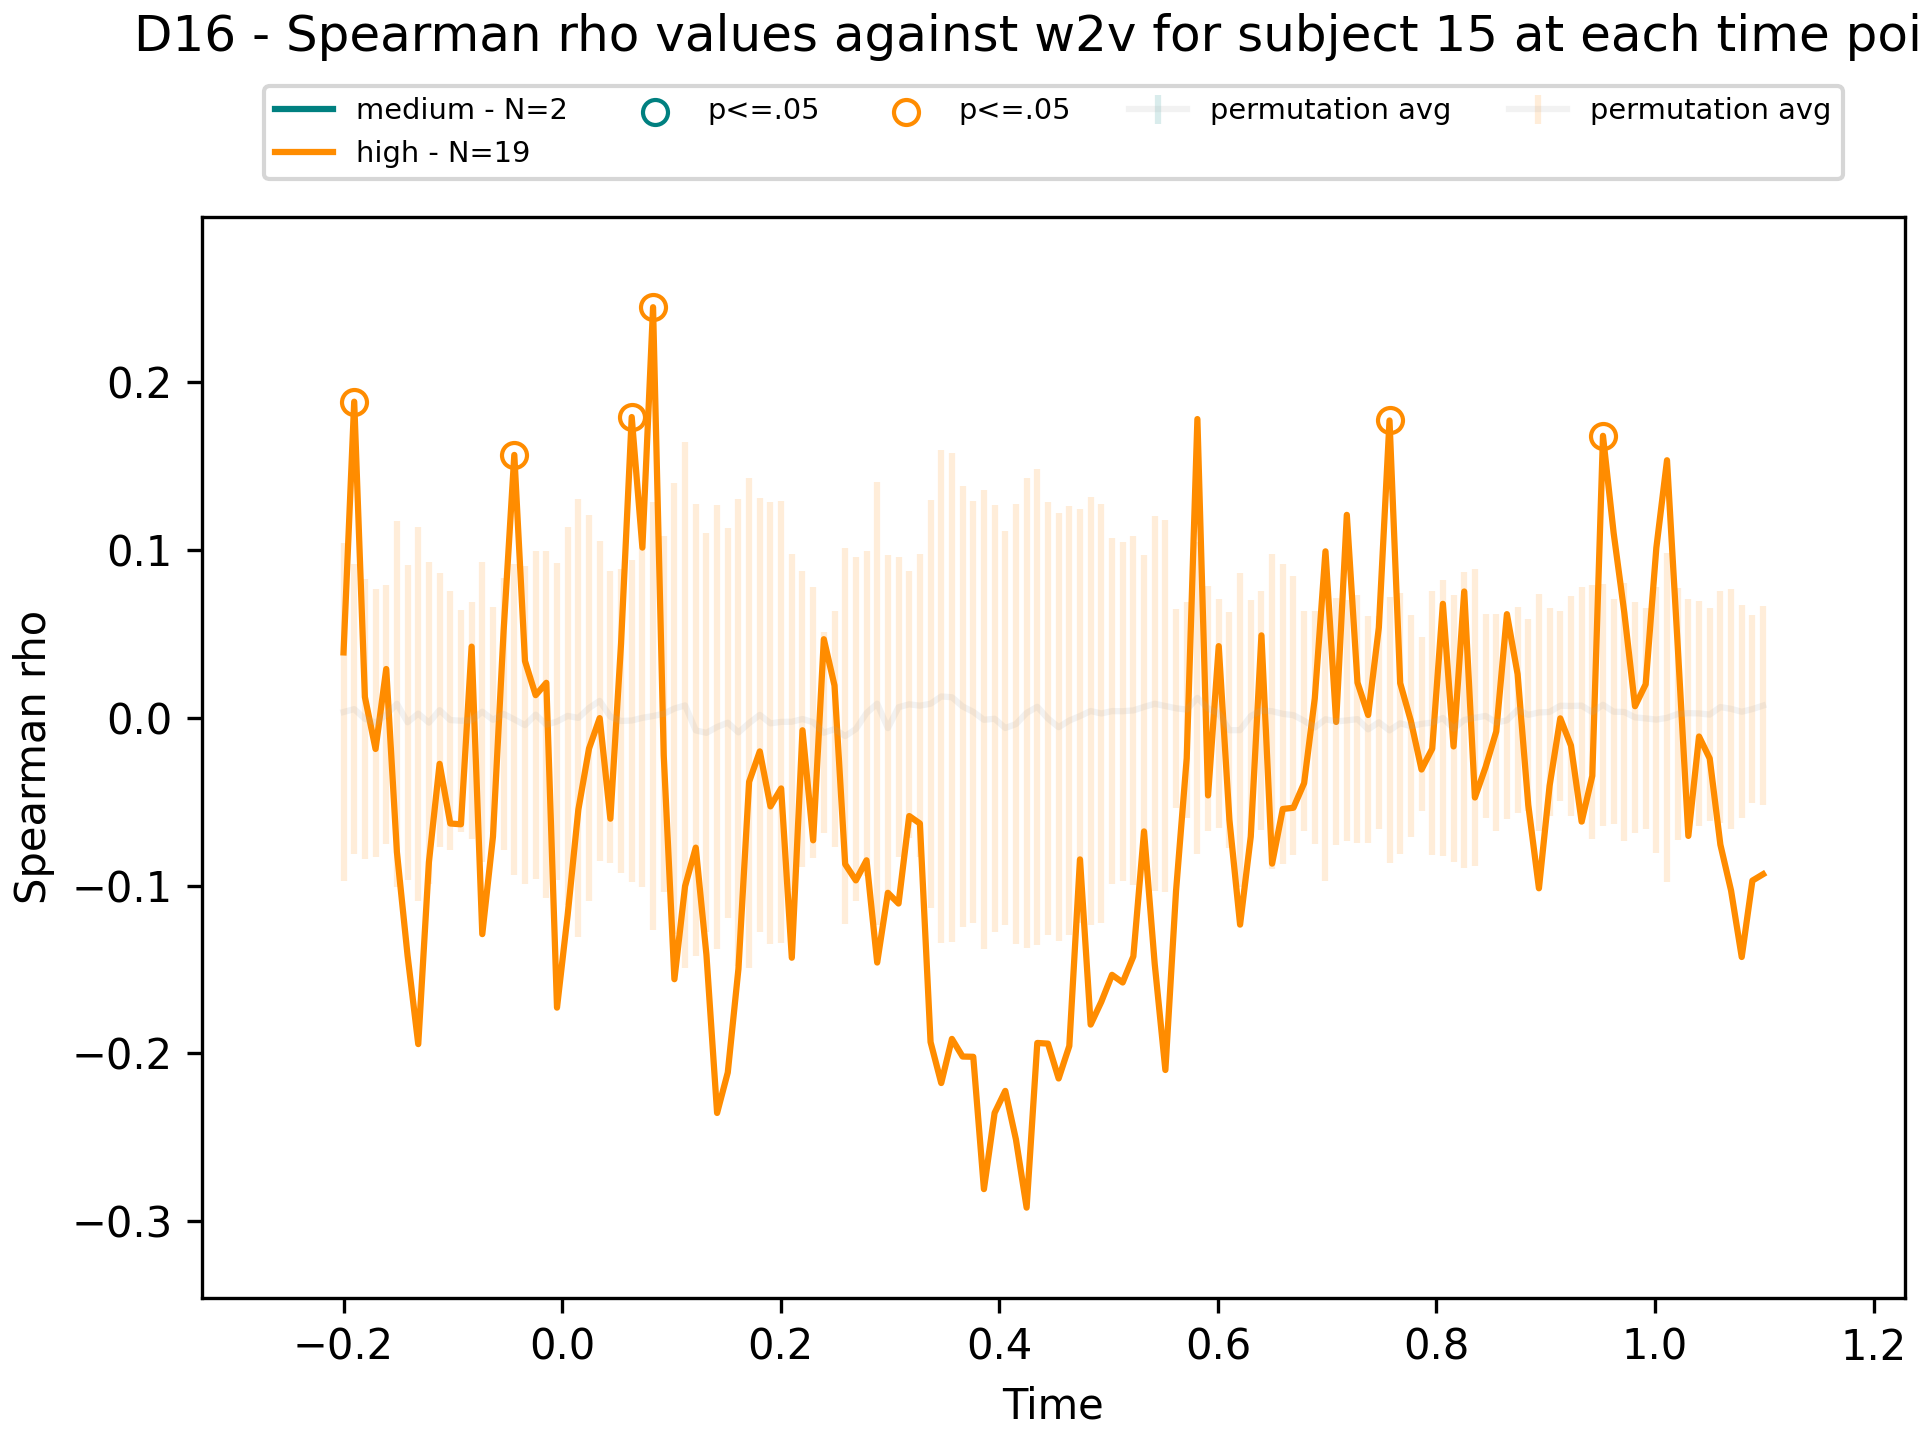 D16 - Spearman rho values against w2v for subject 15 at each time poi
medium - N=2
high - N=19
p<=.05
p<=.05
permutation avg
permutation avg
Spearman rho
0.2
0.1
0.0
−0.1
−0.2
−0.3
−0.2
0.0
0.2
0.4
0.6
0.8
1.0
1.2
Time